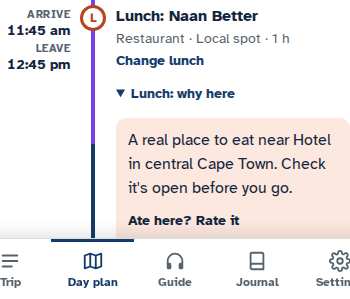 ARRIVE
11:45 am
LEAVE
12:45 pm
L
Lunch: Naan Better
Restaurant · Local spot · 1 h
Change lunch
▼ Lunch: why here
A real place to eat near Hotel
in central Cape Town. Check
it's open before you go.
Ate here? Rate it
Trip
Day plan
Guide
Journal
Settin